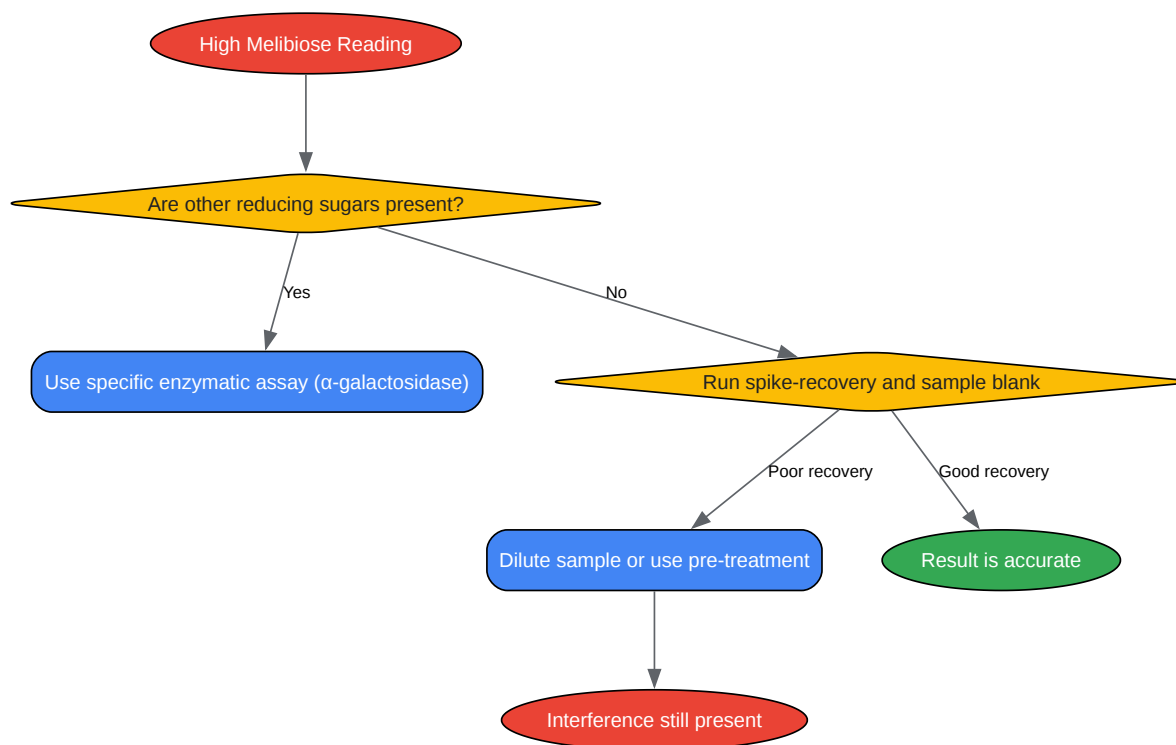 High Melibiose Reading
Are other reducing sugars present?
Yes
No
Use specific enzymatic assay (α-galactosidase)
Run spike-recovery and sample blank
Poor recovery
Good recovery
Dilute sample or use pre-treatment
Result is accurate
Interference still present